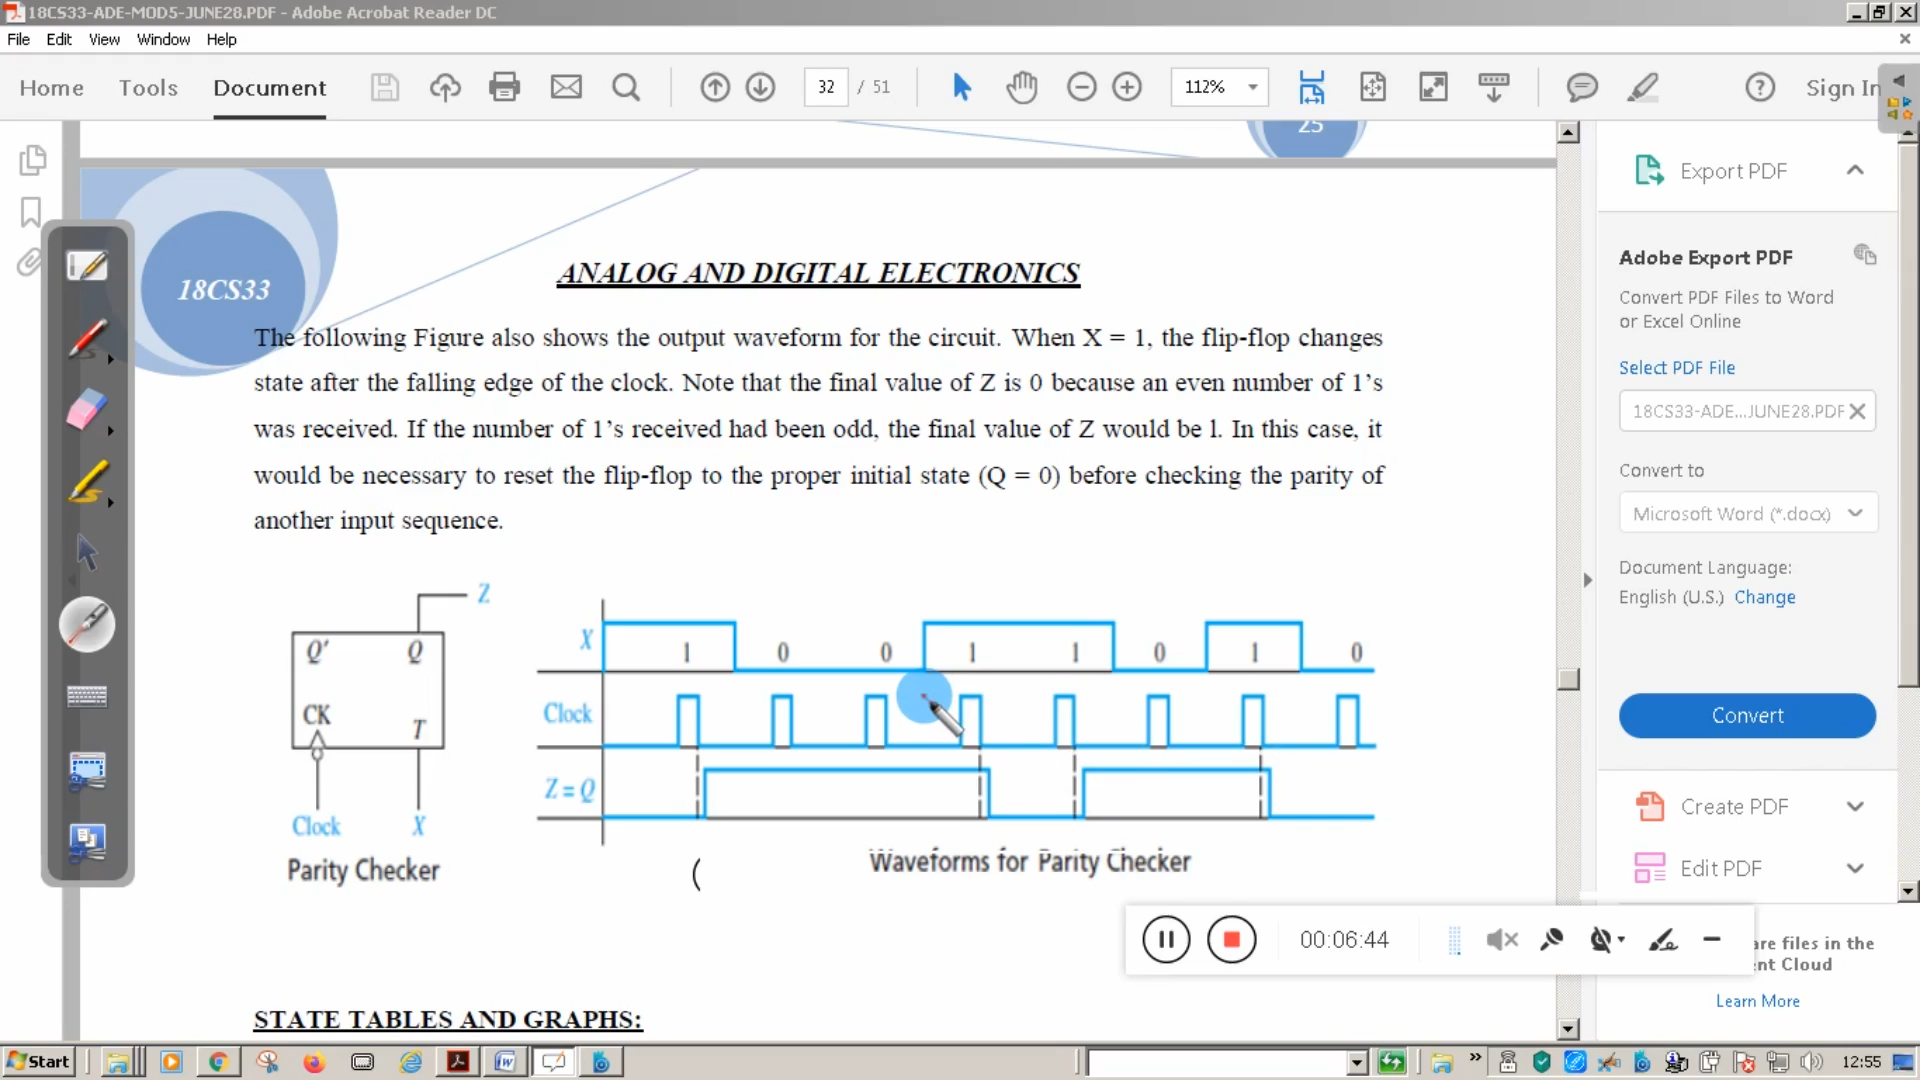 18CS33-ADE-MOD5-JUNE28.PDF - Adobe Acrobat Reader DC
File Edit View Window Help
Home Tools Document 32 / 51 112% Sign In
25
18CS33
ANALOG AND DIGITAL ELECTRONICS
The following Figure also shows the output waveform for the circuit. When X = 1, the flip-flop changes
state after the falling edge of the clock. Note that the final value of Z is 0 because an even number of 1’s
was received. If the number of 1’s received had been odd, the final value of Z would be l. In this case, it
would be necessary to reset the flip-flop to the proper initial state (Q = 0) before checking the parity of
another input sequence.
Z
Q' Q
CK T
Clock X
Parity Checker
X 1 0 0 1 1 0 1 0
Clock
Z = Q
(
Waveforms for Parity Checker
STATE TABLES AND GRAPHS:
Export PDF
Adobe Export PDF
Convert PDF Files to Word
or Excel Online
Select PDF File
18CS33-ADE...JUNE28.PDF
Convert to
Microsoft Word (*.docx)
Document Language:
English (U.S.) Change
Convert
Create PDF
Edit PDF
are files in the
nt Cloud
Learn More
00:06:44
Start
12:55